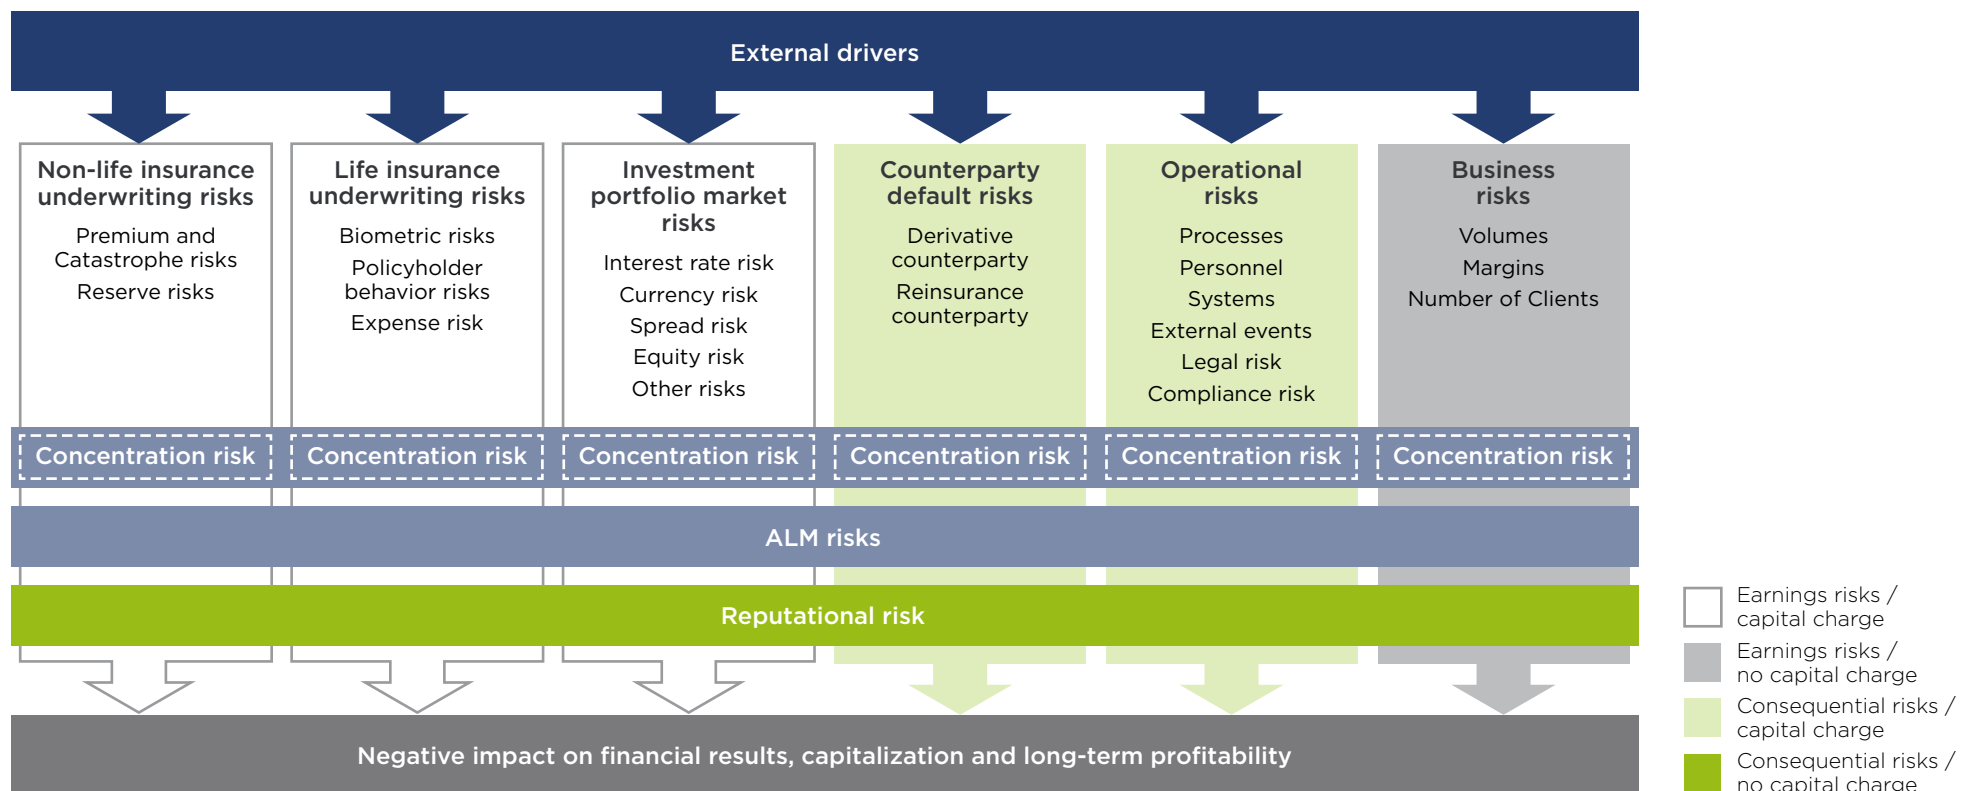 External drivers
Non-life insurance
underwriting risks
Premium and
Catastrophe risks
Reserve risks
Life insurance
underwriting risks
Biometric risks
Policyholder
behavior risks
Expense risk
Investment
portfolio market
risks
Interest rate risk
Currency risk
Spread risk
Equity risk
Other risks
Counterparty
default risks
Derivative
counterparty
Reinsurance
counterparty
Operational
risks
Processes
Personnel
Systems
External events
Legal risk
Compliance risk
Business
risks
Volumes
Margins
Number of Clients
Concentration risk
Concentration risk
Concentration risk
Concentration risk
Concentration risk
Concentration risk
ALM risks
Reputational risk
Negative impact on financial results, capitalization and long-term profitability
Earnings risks /
capital charge
Earnings risks /
no capital charge
Consequential risks /
capital charge
Consequential risks /
no capital charge